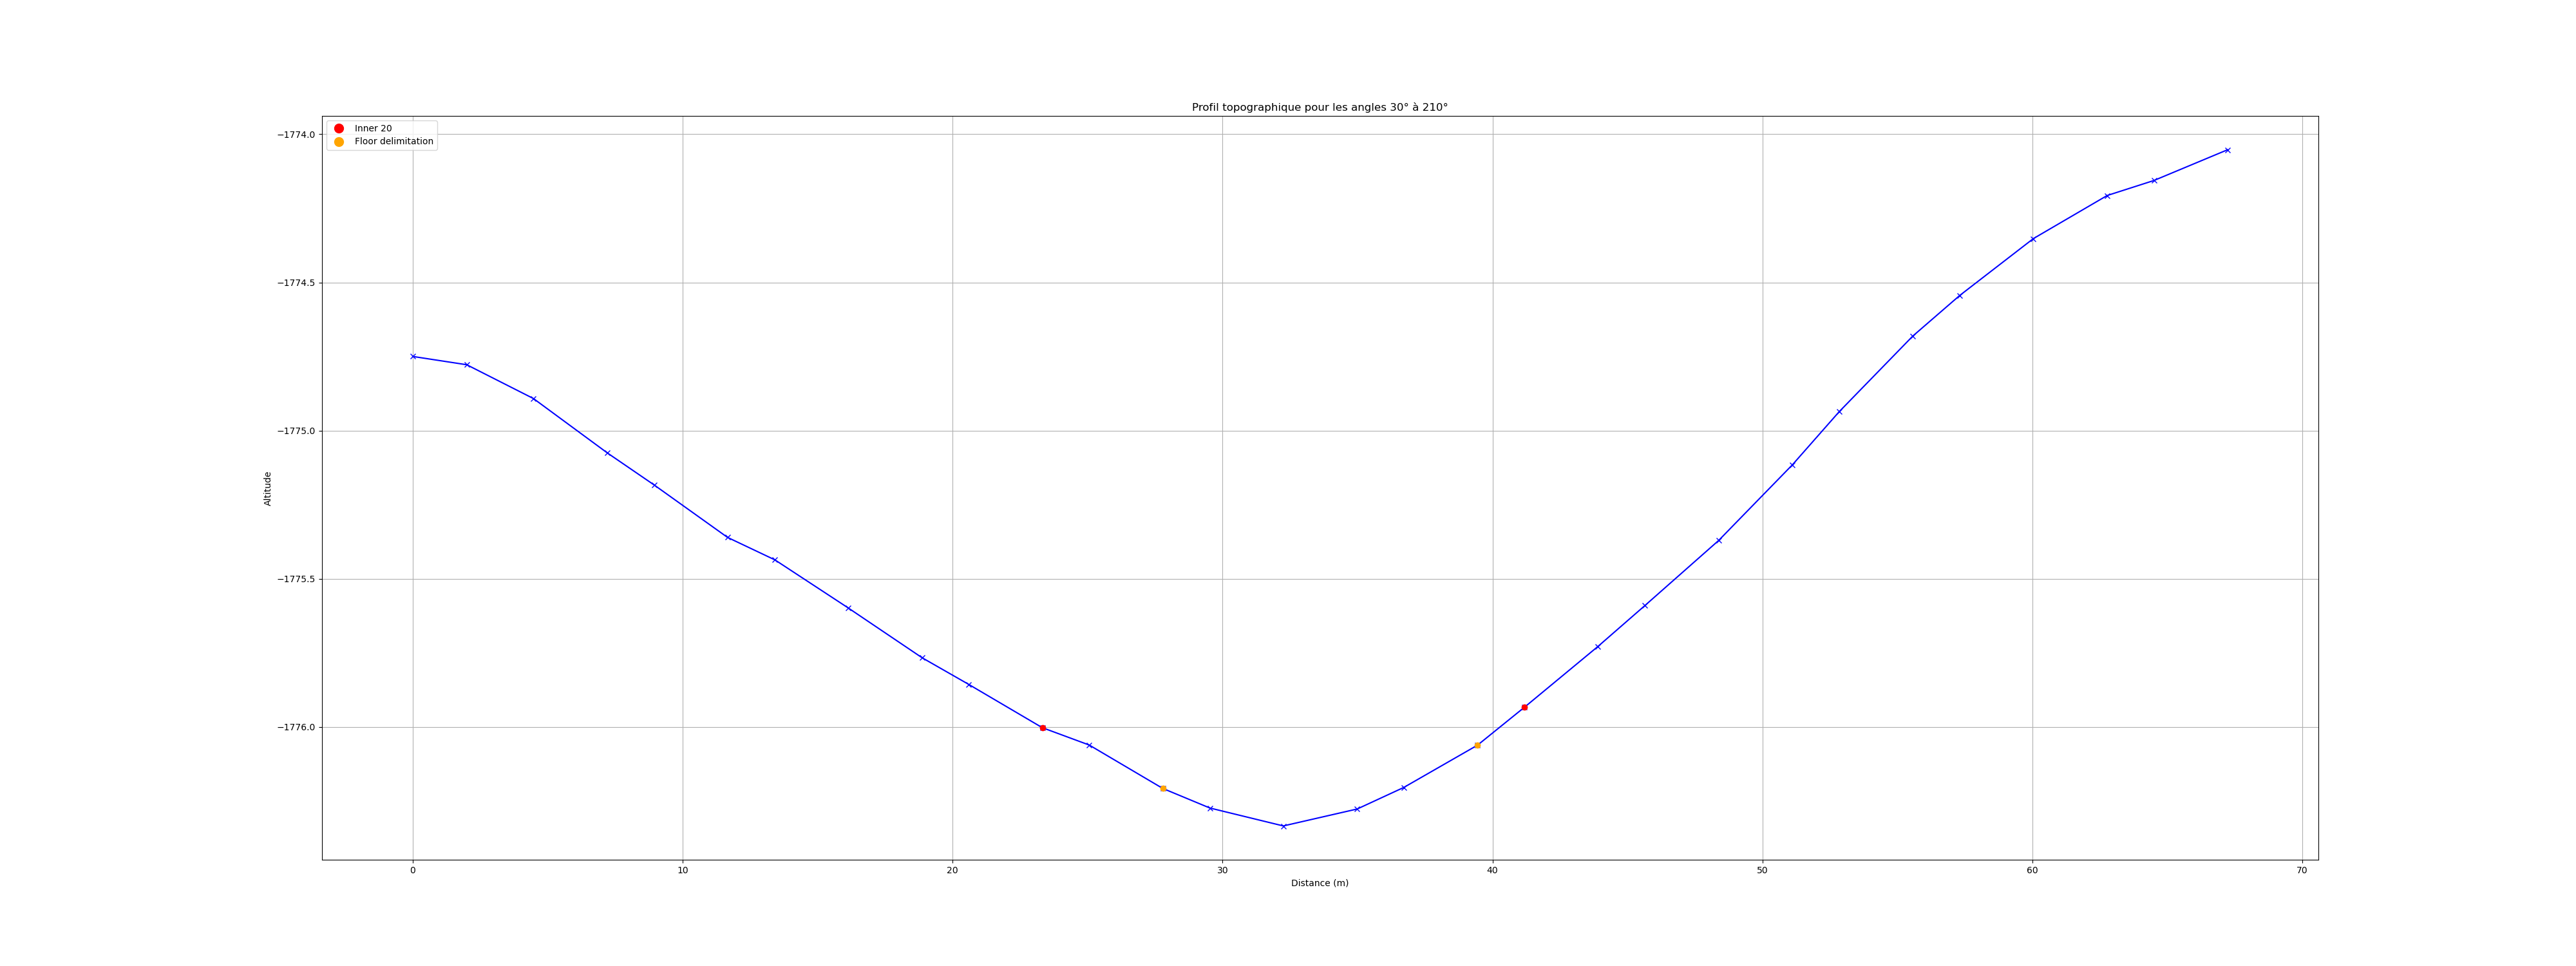 Profil topographique pour les angles 30° à 210°
Inner 20
Floor delimitation
−1774.0
−1774.5
−1775.0
−1775.5
−1776.0
Altitude
0 10 20 30 40 50 60 70
Distance (m)